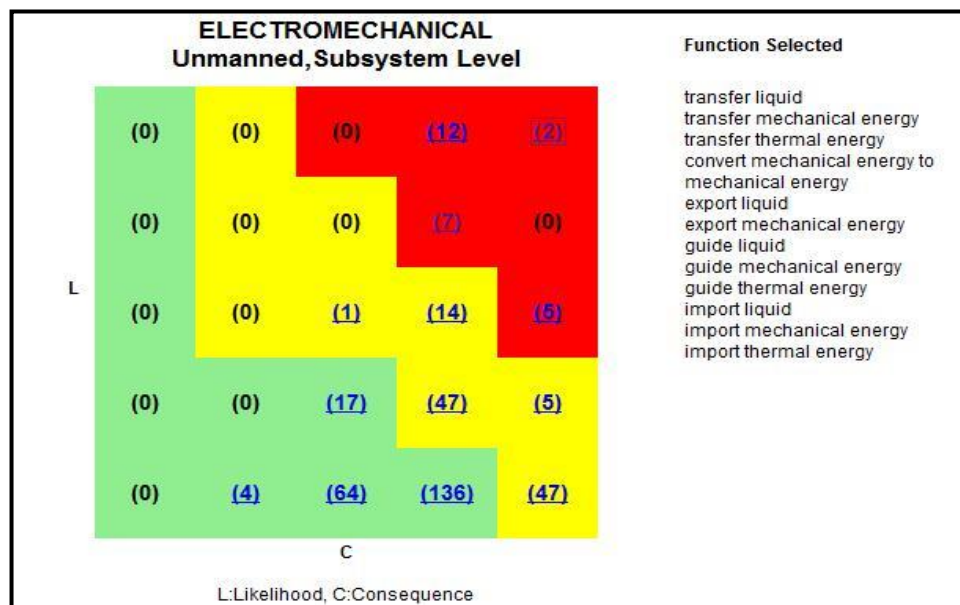 ELECTROMECHANICAL
Unmanned,Subsystem Level
(0) (0) (0) (12) (2)
(0) (0) (0) (7) (0)
L
(0) (0) (1) (14) (5)
(0) (0) (17) (47) (5)
(0) (4) (64) (136) (47)
C
L:Likelihood, C:Consequence
Function Selected
transfer liquid
transfer mechanical energy
transfer thermal energy
convert mechanical energy to
mechanical energy
export liquid
export mechanical energy
guide liquid
guide mechanical energy
guide thermal energy
import liquid
import mechanical energy
import thermal energy